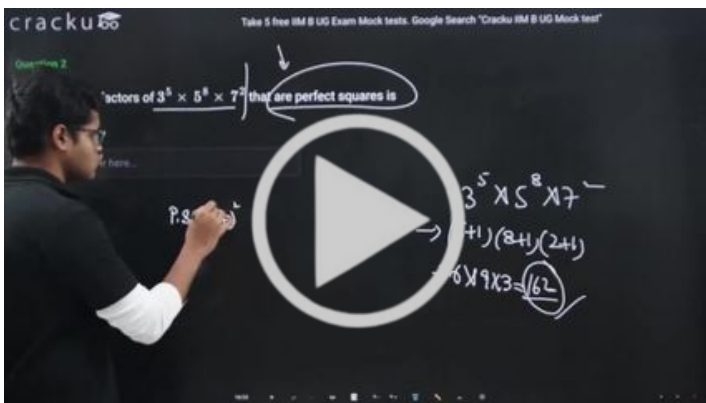 cracku
Take 5 free IIM B UG Exam Mock tests. Google Search "Cracku IIM B UG Mock test"
Question 2
actors of 3⁵ × 5⁸ × 7² that are perfect squares is
here...
P.S
3⁵ × 5⁸ × 7²
→ +1) (8+1) (2+1)
6 × 9 × 3 = 162